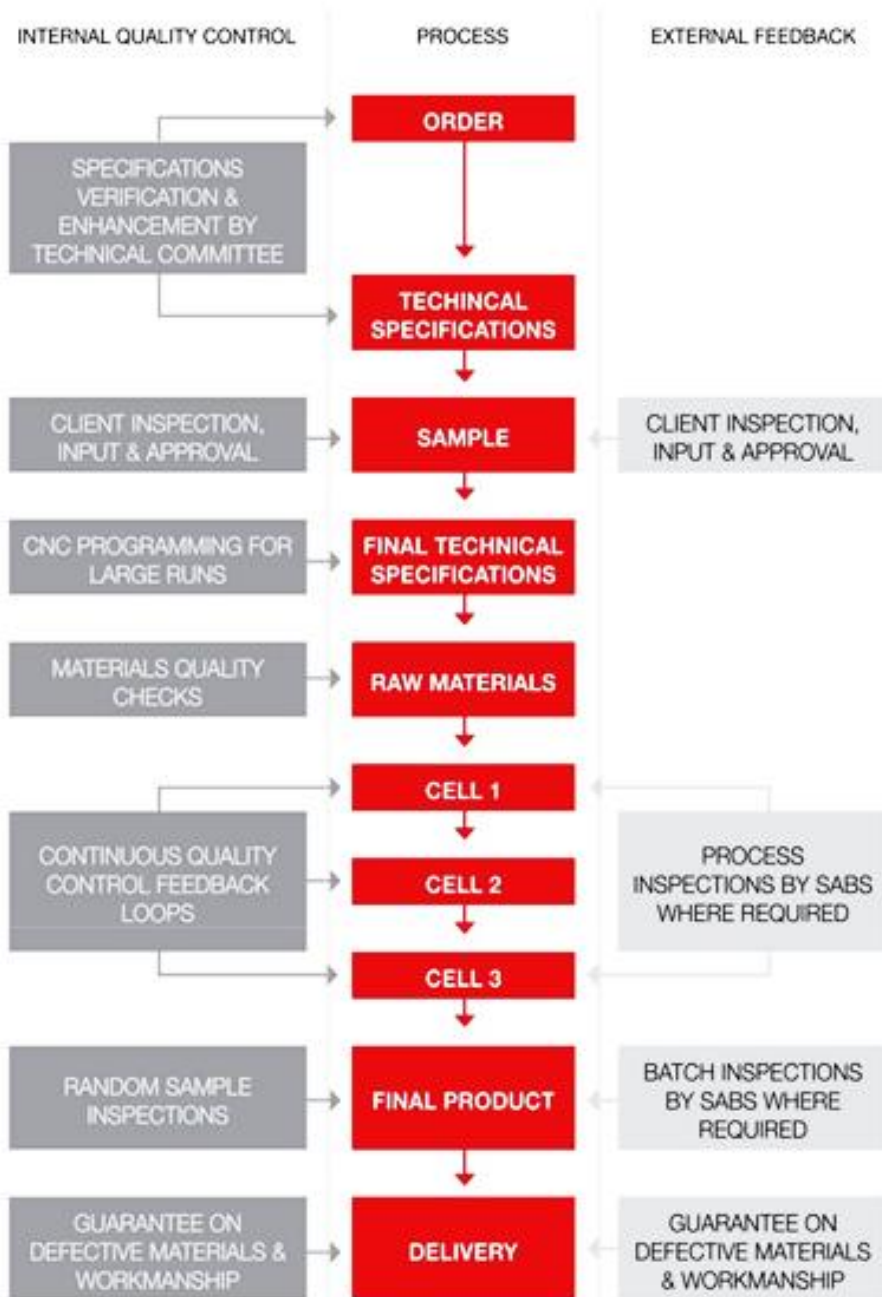 INTERNAL QUALITY CONTROL
PROCESS
EXTERNAL FEEDBACK
ORDER
SPECIFICATIONS
VERIFICATION &
ENHANCEMENT BY
TECHNICAL COMMITTEE
TECHINCAL
SPECIFICATIONS
CLIENT INSPECTION,
INPUT & APPROVAL
SAMPLE
CLIENT INSPECTION,
INPUT & APPROVAL
CNC PROGRAMMING FOR
LARGE RUNS
FINAL TECHNICAL
SPECIFICATIONS
MATERIALS QUALITY
CHECKS
RAW MATERIALS
CELL 1
CONTINUOUS QUALITY
CONTROL FEEDBACK
LOOPS
CELL 2
PROCESS
INSPECTIONS BY SABS
WHERE REQUIRED
CELL 3
RANDOM SAMPLE
INSPECTIONS
FINAL PRODUCT
BATCH INSPECTIONS
BY SABS WHERE
REQUIRED
GUARANTEE ON
DEFECTIVE MATERIALS &
WORKMANSHIP
DELIVERY
GUARANTEE ON
DEFECTIVE MATERIALS
& WORKMANSHIP